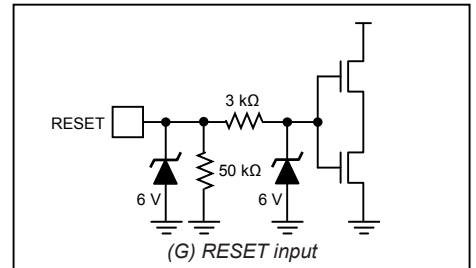 3 kΩ
RESET
50 kΩ
6 V
6 V
(G) RESET input